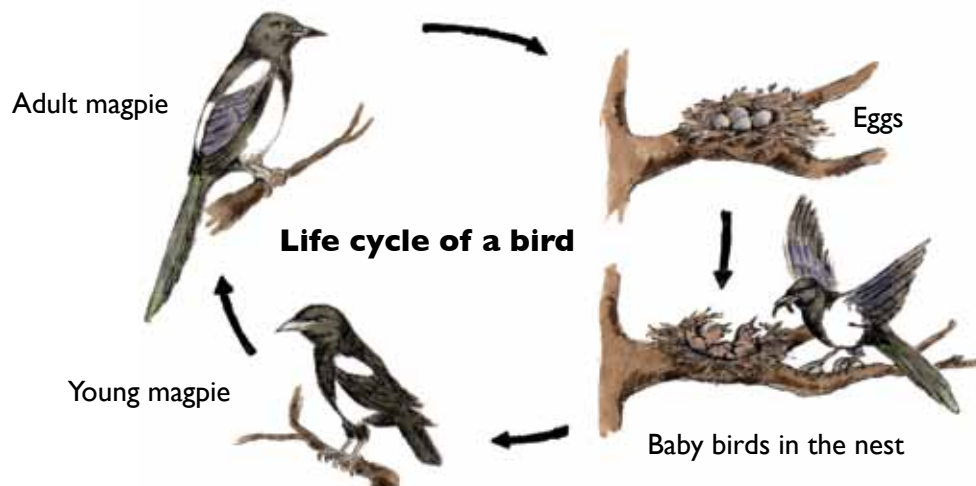 Adult magpie
Eggs
Life cycle of a bird
Young magpie
Baby birds in the nest